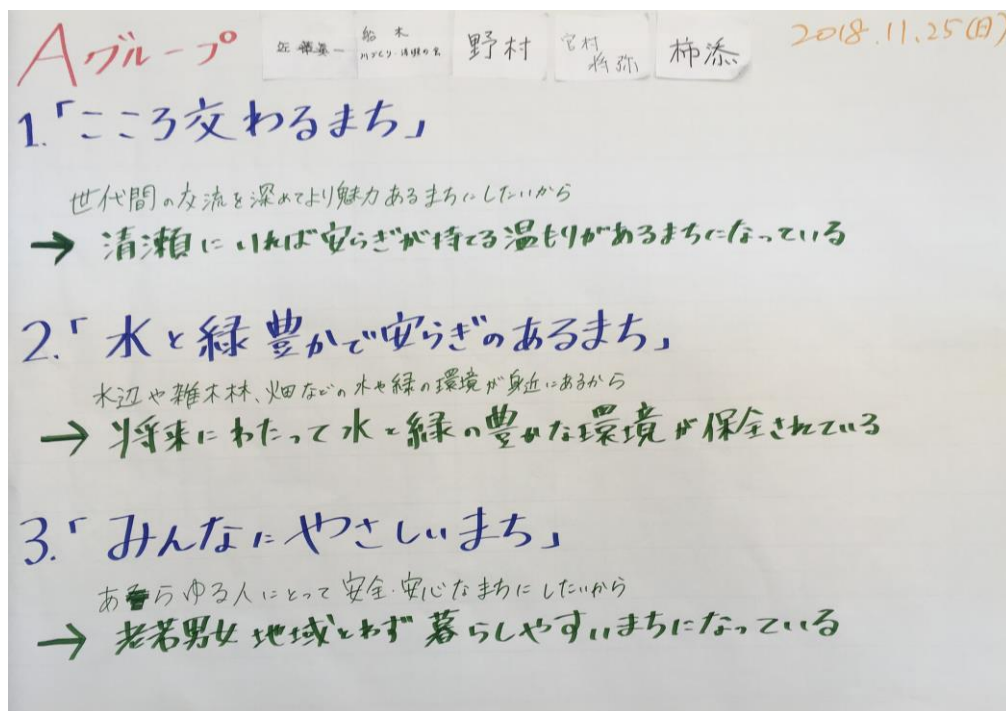 Aグループ 船木 野村 宮村将弥 柿添 2018.11.25(日)
1.「こころ交わるまち」
世代間の交流を深めてより魅力あるまちにしたいから
→ 清瀬にいれば安らぎが持てる温もりがあるまちになっている
2.「水と緑豊かで安らぎのあるまち」
水辺や雑木林、畑などの水や緑の環境が身近にあるから
→ 将来にわたって水と緑の豊かな環境が保全されている
3.「みんなにやさしいまち」
あらゆる人にとって安全・安心なまちにしたいから
→ 老若男女地域とわず暮らしやすいまちになっている